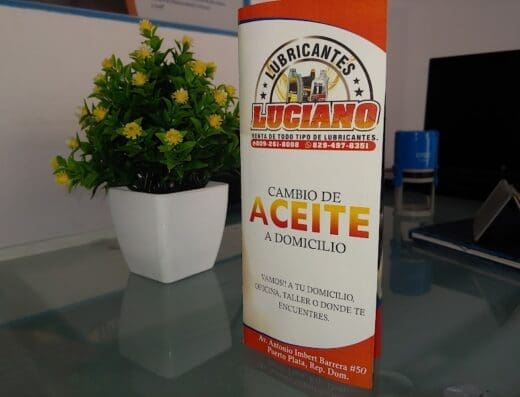 LUBRICANTES
LUCIANO
VENTA DE TODO TIPO DE LUBRICANTES.
809-261-8098 829-497-8351
CAMBIO DE
ACEITE
A DOMICILIO
VAMOS!! A TU DOMICILIO,
OFICINA, TALLER O DONDE TE
ENCUENTRES.
Av. Antonio Imbert Barrera #50
Puerto Plata, Rep. Dom.